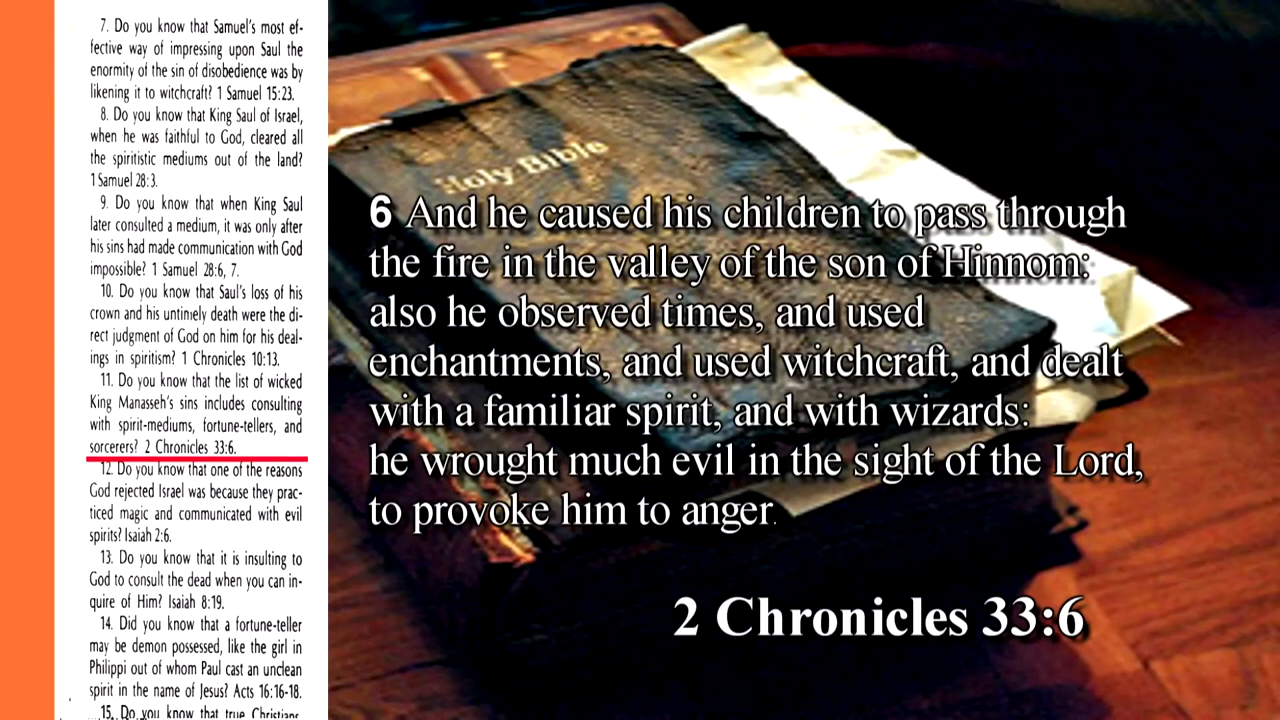 7. Do you know that Samuel's most ef-
fective way of impressing upon Saul the
enormity of the sin of disobedience was by
likening it to witchcraft? 1 Samuel 15:23.
8. Do you know that King Saul of Israel,
when he was faithful to God, cleared all
the spiritistic mediums out of the land?
1 Samuel 28:3.
9. Do you know that when King Saul
later consulted a medium, it was only after
his sins had made communication with God
impossible? 1 Samuel 28:6, 7.
10. Do you know that Saul's loss of his
crown and his untimely death were the di-
rect judgment of God on him for his deal-
ings in spiritism? 1 Chronicles 10:13.
11. Do you know that the list of wicked
King Manasseh's sins includes consulting
with spirit-mediums, fortune-tellers, and
sorcerers? 2 Chronicles 33:6.
12. Do you know that one of the reasons
God rejected Israel was because they prac-
ticed magic and communicated with evil
spirits? Isaiah 2:6.
13. Do you know that it is insulting to
God to consult the dead when you can in-
quire of Him? Isaiah 8:19.
14. Did you know that a fortune-teller
may be demon possessed, like the girl in
Philippi out of whom Paul cast an unclean
spirit in the name of Jesus? Acts 16:16-18.
15. Do you know that true Christians
Holy Bible
6 And he caused his children to pass through
the fire in the valley of the son of Hinnom:
also he observed times, and used
enchantments, and used witchcraft, and dealt
with a familiar spirit, and with wizards:
he wrought much evil in the sight of the Lord,
to provoke him to anger.
2 Chronicles 33:6